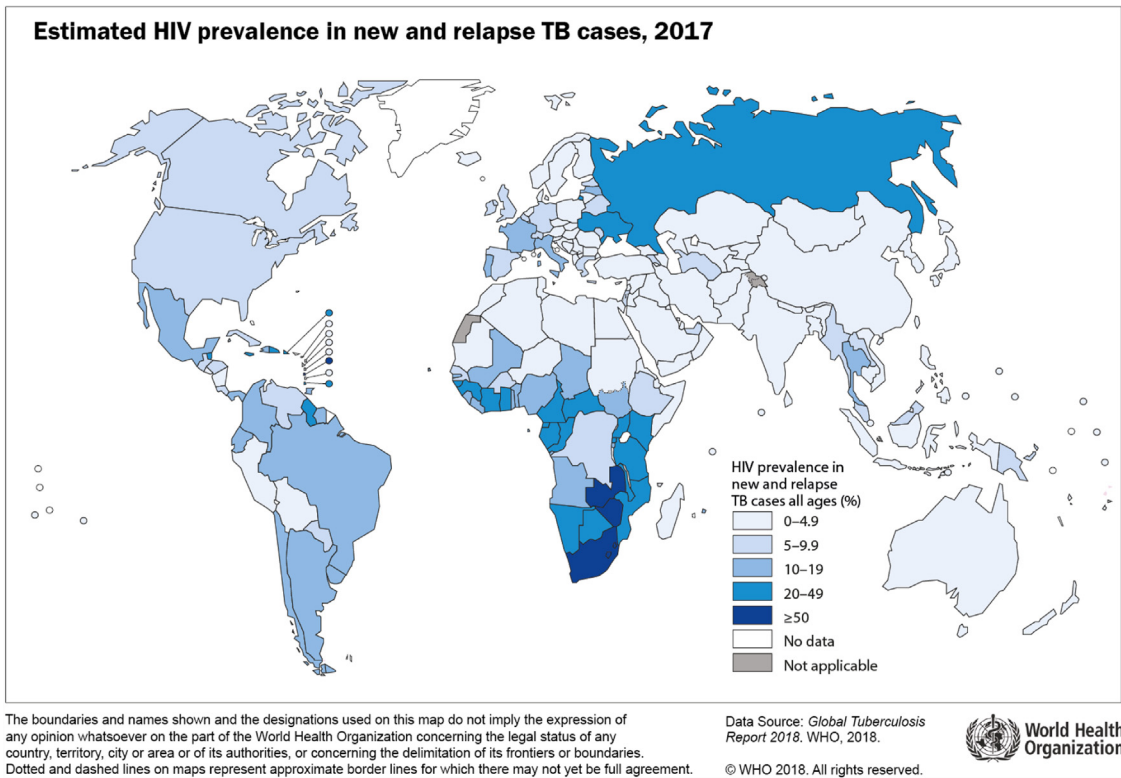 Estimated HIV prevalence in new and relapse TB cases, 2017
HIV prevalence in
new and relapse
TB cases all ages (%)
0–4.9
5–9.9
10–19
20–49
≥50
No data
Not applicable
The boundaries and names shown and the designations used on this map do not imply the expression of
any opinion whatsoever on the part of the World Health Organization concerning the legal status of any
country, territory, city or area or of its authorities, or concerning the delimitation of its frontiers or boundaries.
Dotted and dashed lines on maps represent approximate border lines for which there may not yet be full agreement.
Data Source: Global Tuberculosis
Report 2018. WHO, 2018.
© WHO 2018. All rights reserved.
World Health
Organization